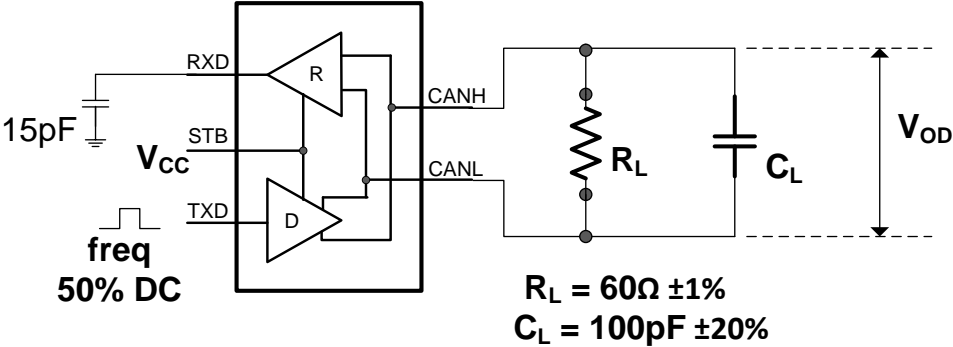 RXD
R
CANH
15pF
STB
VCC
CANL
RL
CL
VOD
TXD
D
freq
50% DC
RL = 60Ω ±1%
CL = 100pF ±20%